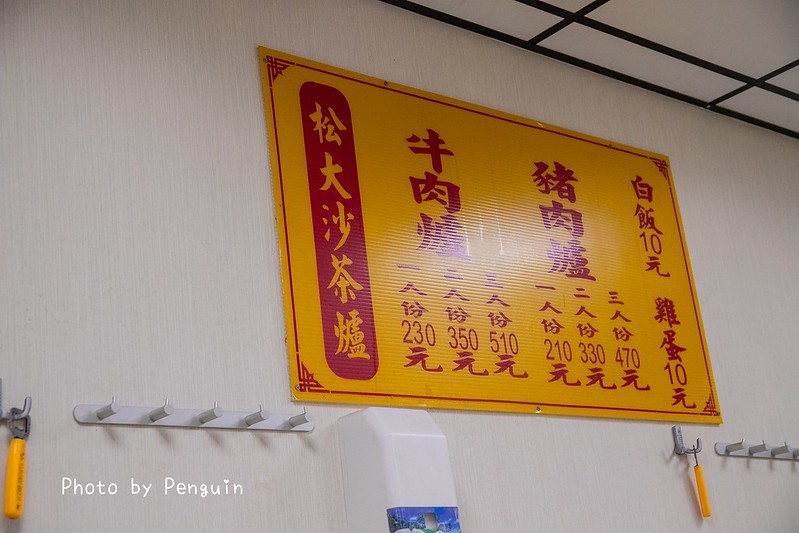 松大沙茶爐
牛肉爐
一人份230元
二人份350元
三人份510元
豬肉爐
一人份210元
二人份330元
三人份470元
白飯10元
雞蛋10元
Photo by Penguin